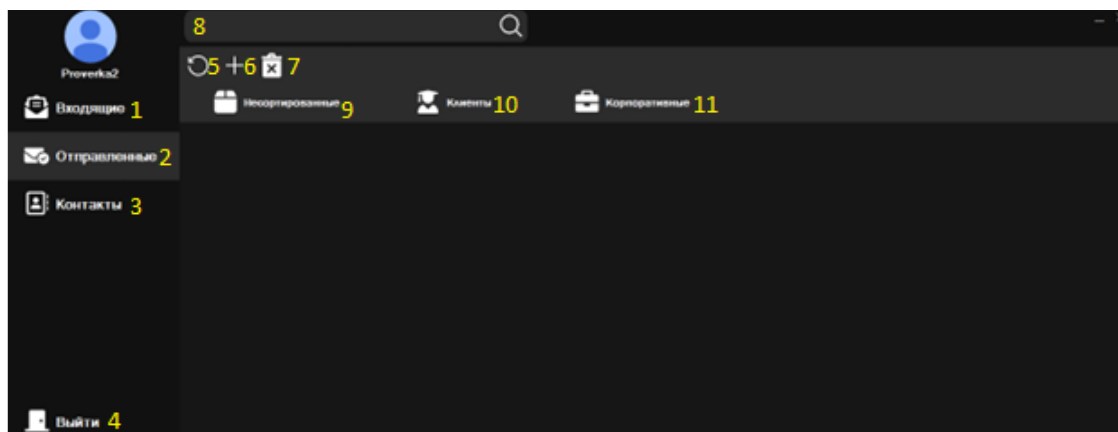 8
Proverka2
5 6 7
Входящие 1
Несортированные 9 Клиенты 10 Корпоративные 11
Отправленные 2
Контакты 3
Выйти 4